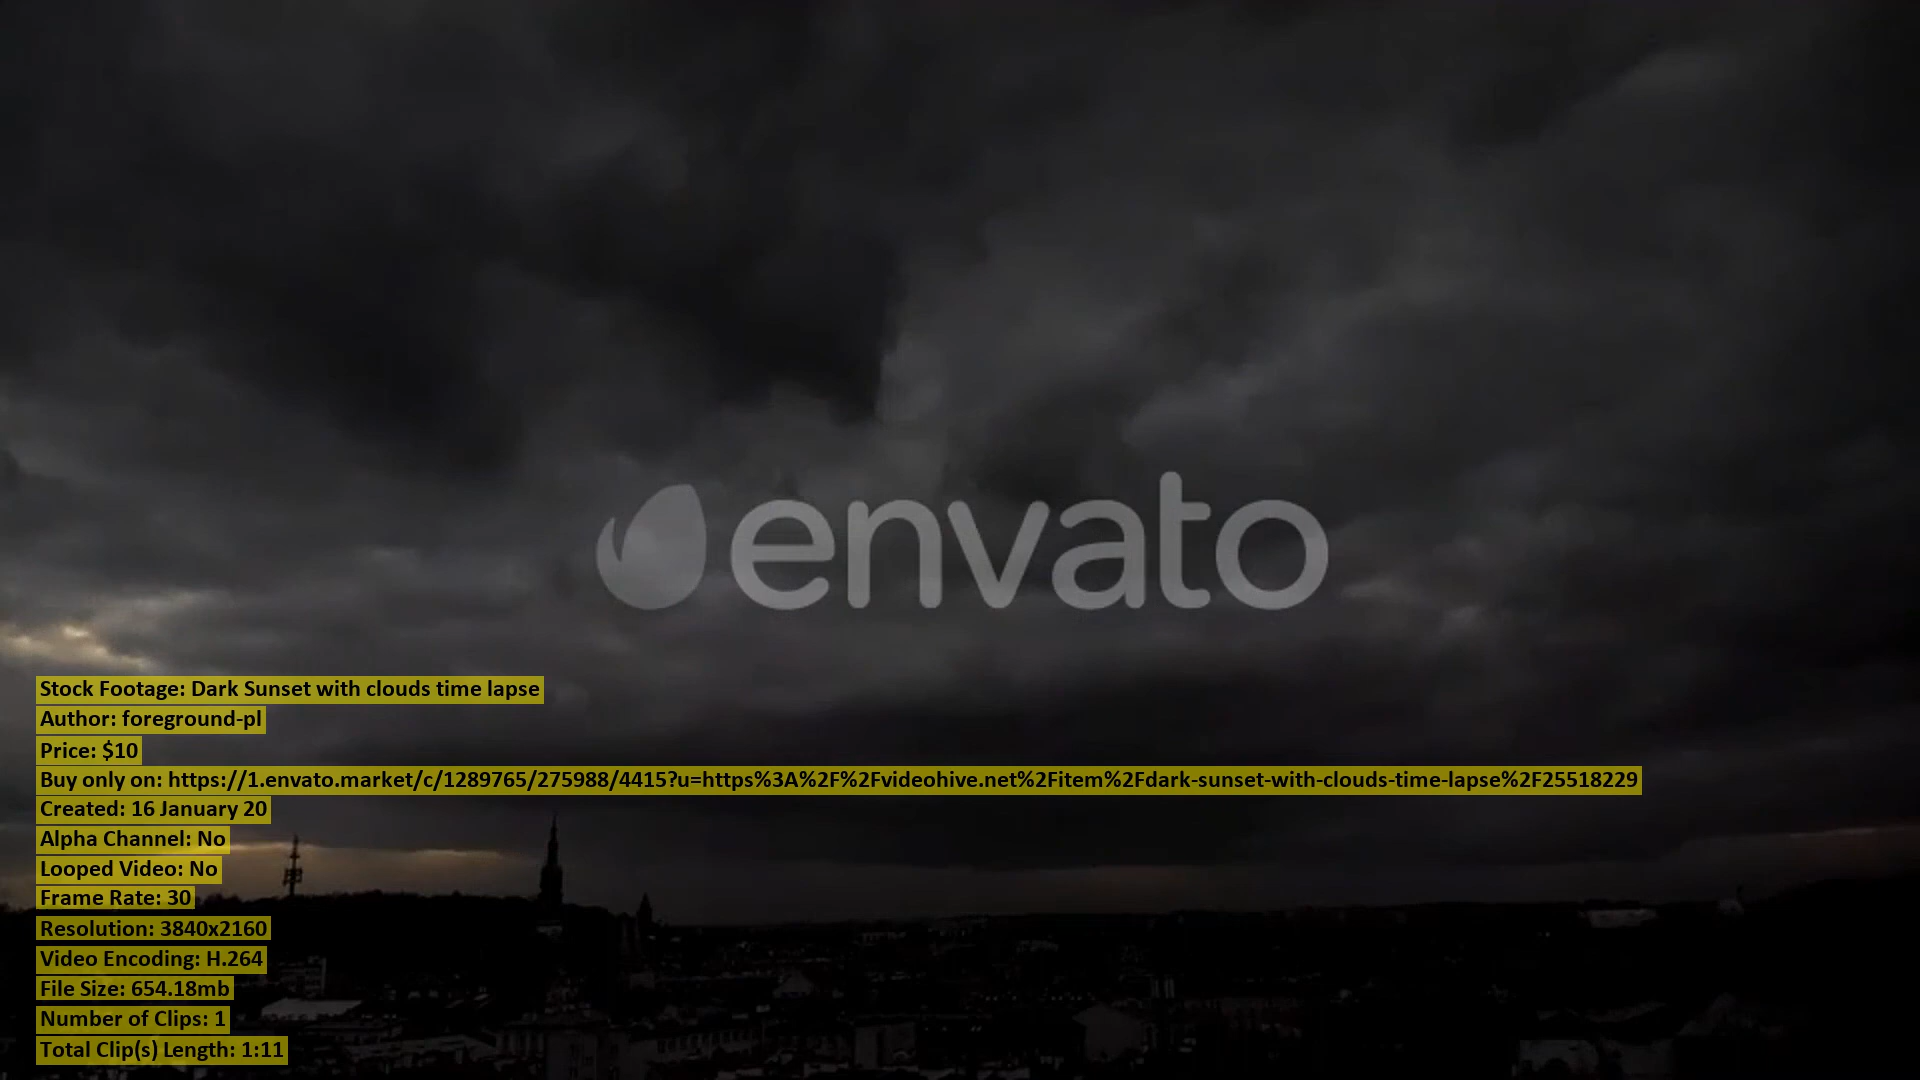 envato
Stock Footage: Dark Sunset with clouds time lapse
Author: foreground-pl
Price: $10
Buy only on: https://1.envato.market/c/1289765/275988/4415?u=https%3A%2F%2Fvideohive.net%2Fitem%2Fdark-sunset-with-clouds-time-lapse%2F25518229
Created: 16 January 20
Alpha Channel: No
Looped Video: No
Frame Rate: 30
Resolution: 3840x2160
Video Encoding: H.264
File Size: 654.18mb
Number of Clips: 1
Total Clip(s) Length: 1:11